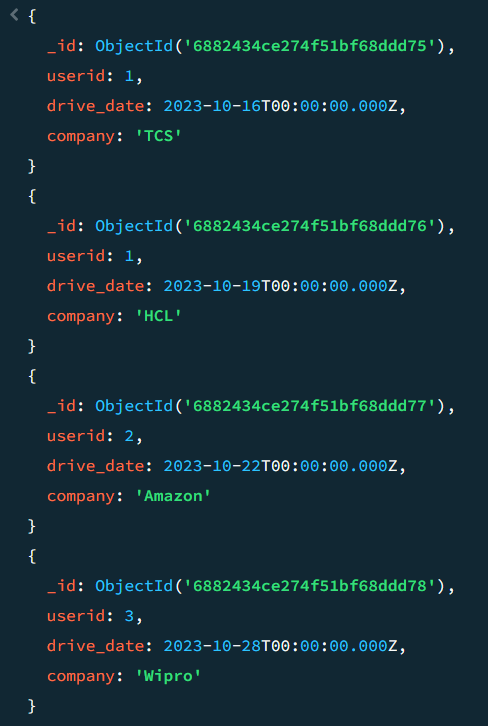 {
_id: ObjectId('6882434ce274f51bf68ddd75'),
userid: 1,
drive_date: 2023-10-16T00:00:00.000Z,
company: 'TCS'
}
{
_id: ObjectId('6882434ce274f51bf68ddd76'),
userid: 1,
drive_date: 2023-10-19T00:00:00.000Z,
company: 'HCL'
}
{
_id: ObjectId('6882434ce274f51bf68ddd77'),
userid: 2,
drive_date: 2023-10-22T00:00:00.000Z,
company: 'Amazon'
}
{
_id: ObjectId('6882434ce274f51bf68ddd78'),
userid: 3,
drive_date: 2023-10-28T00:00:00.000Z,
company: 'Wipro'
}